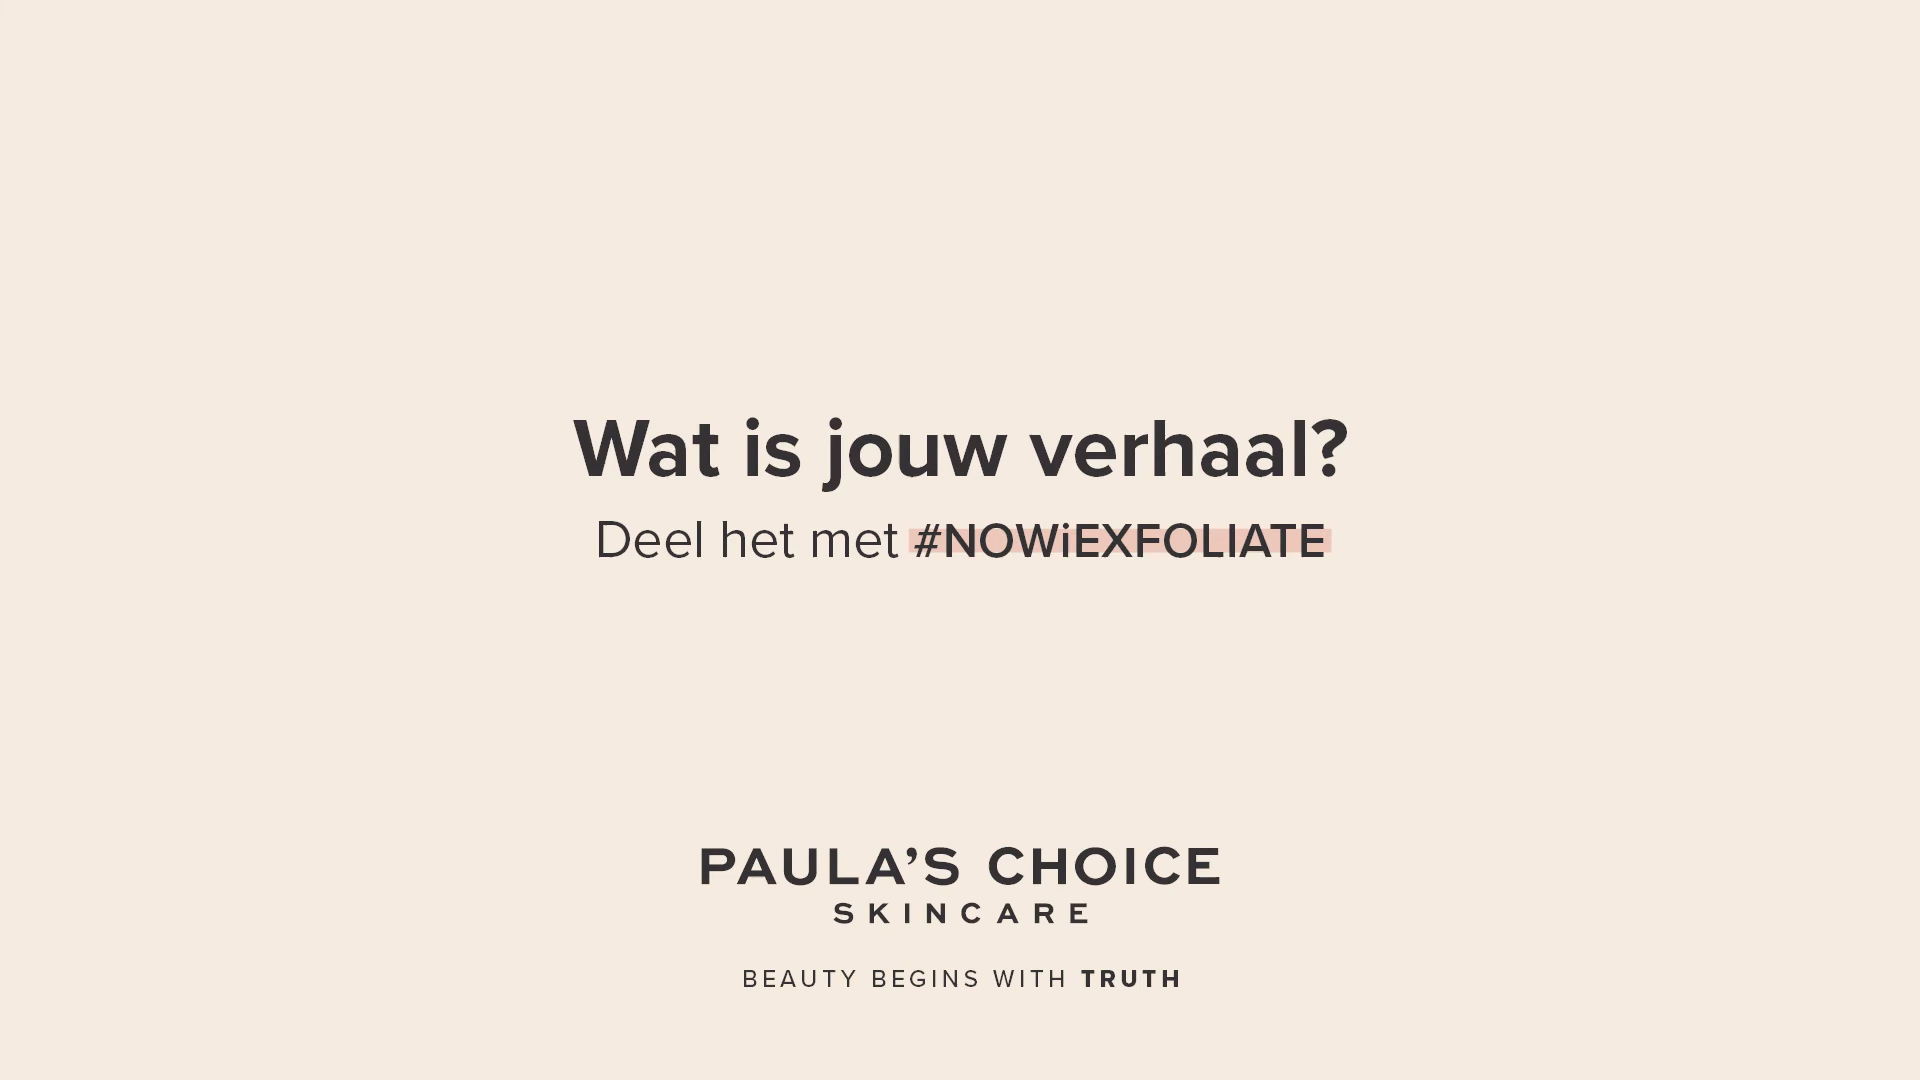 Wat is jouw verhaal?
Deel het met #NOWiEXFOLIATE
PAULA’S CHOICE
SKINCARE
BEAUTY BEGINS WITH TRUTH